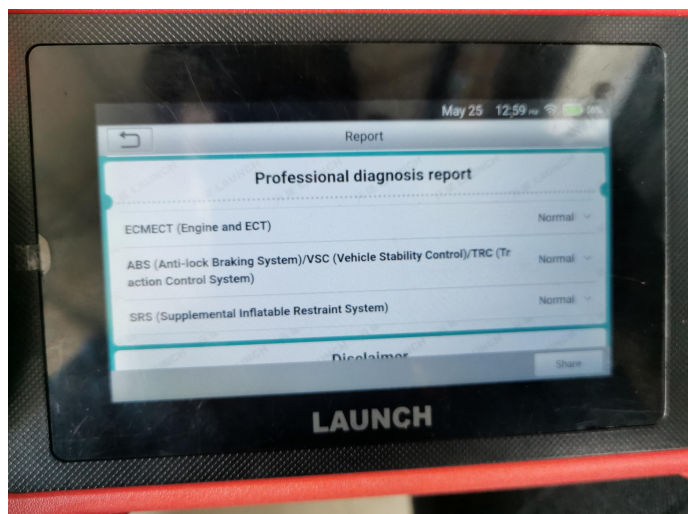 May 25 12:59 PM
Report
Professional diagnosis report
ECMECT (Engine and ECT)
Normal
ABS (Anti-lock Braking System)/VSC (Vehicle Stability Control)/TRC (Tr
action Control System)
Normal
SRS (Supplemental Inflatable Restraint System)
Normal
Disclaimer
Share
LAUNCH